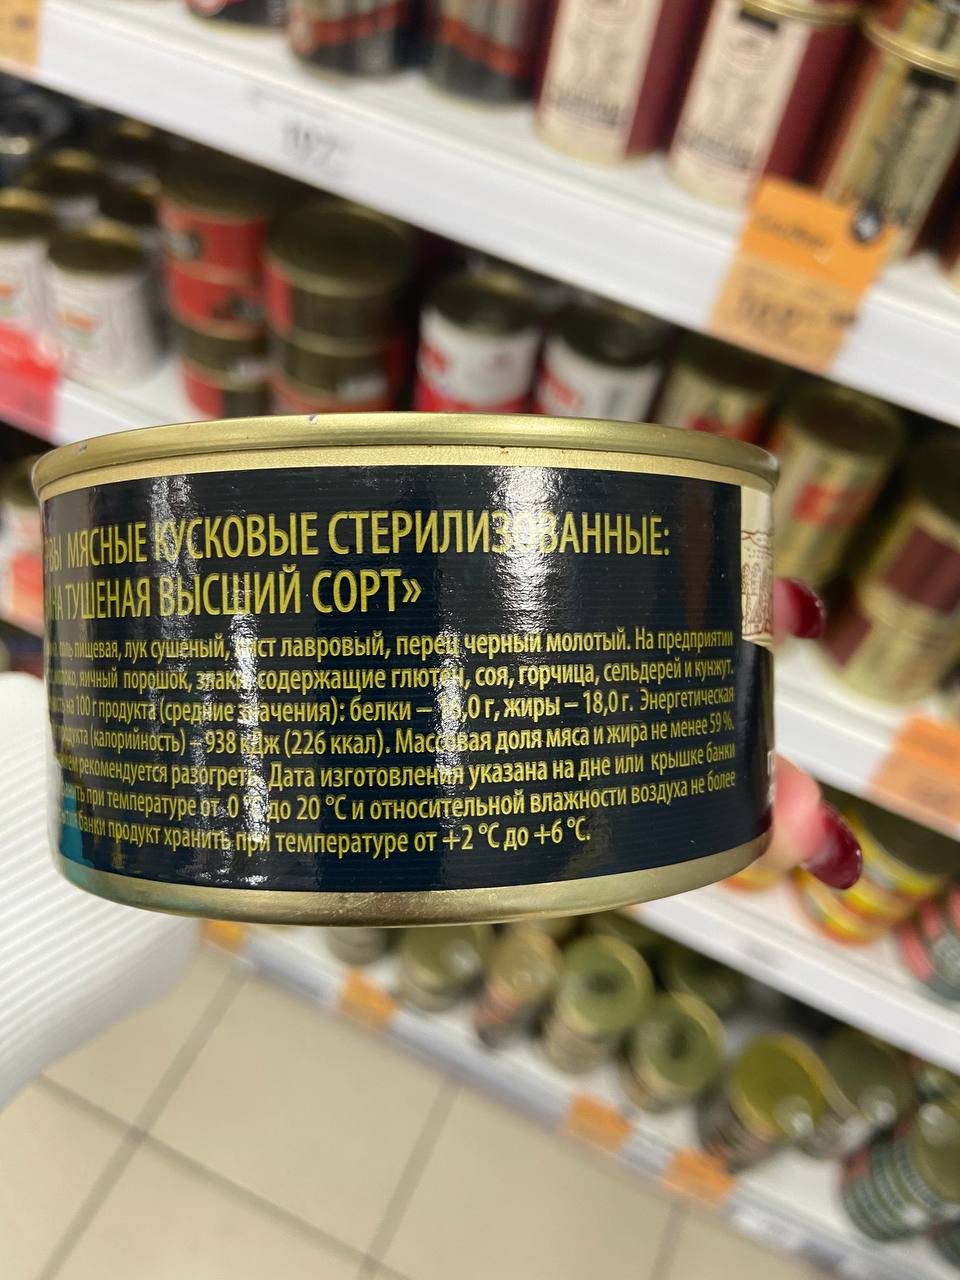 МЯСНЫЕ КУСКОВЫЕ СТЕРИЛИЗОВАННЫЕ:
ТУШЕНАЯ ВЫСШИЙ СОРТ»
пищевая, лук сушеный, лист лавровый, перец черный молотый. На предприятии
яичный порошок, злаки, содержащие глютен, соя, горчица, сельдерей и кунжут.
на 100 г продукта (средние значения): белки – ,0 г, жиры – 18,0 г. Энергетическая
(калорийность) – 938 кДж (226 ккал). Массовая доля мяса и жира не менее 59 %.
рекомендуется разогреть. Дата изготовления указана на дне или крышке банки
при температуре от 0 °С до 20 °С и относительной влажности воздуха не более
банки продукт хранить при температуре от +2 °С до +6 °С.